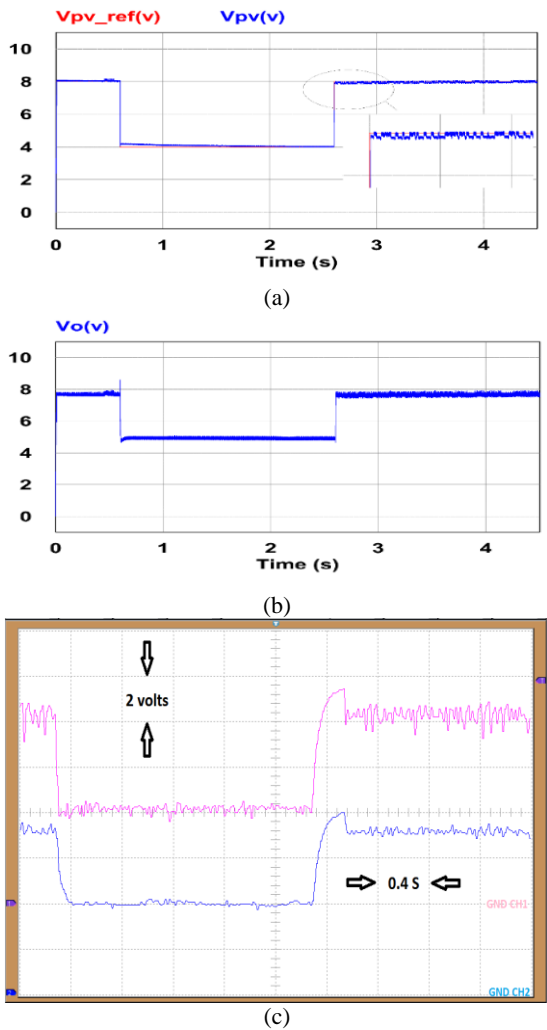 Vpv_ref(v) Vpv(v)
10
8
6
4
2
0
0 1 2 3 4
Time (s)
(a)
Vo(v)
10
8
6
4
2
0
0 1 2 3 4
Time (s)
(b)
2 volts
0.4 S
GND CH1
GND CH2
(c)